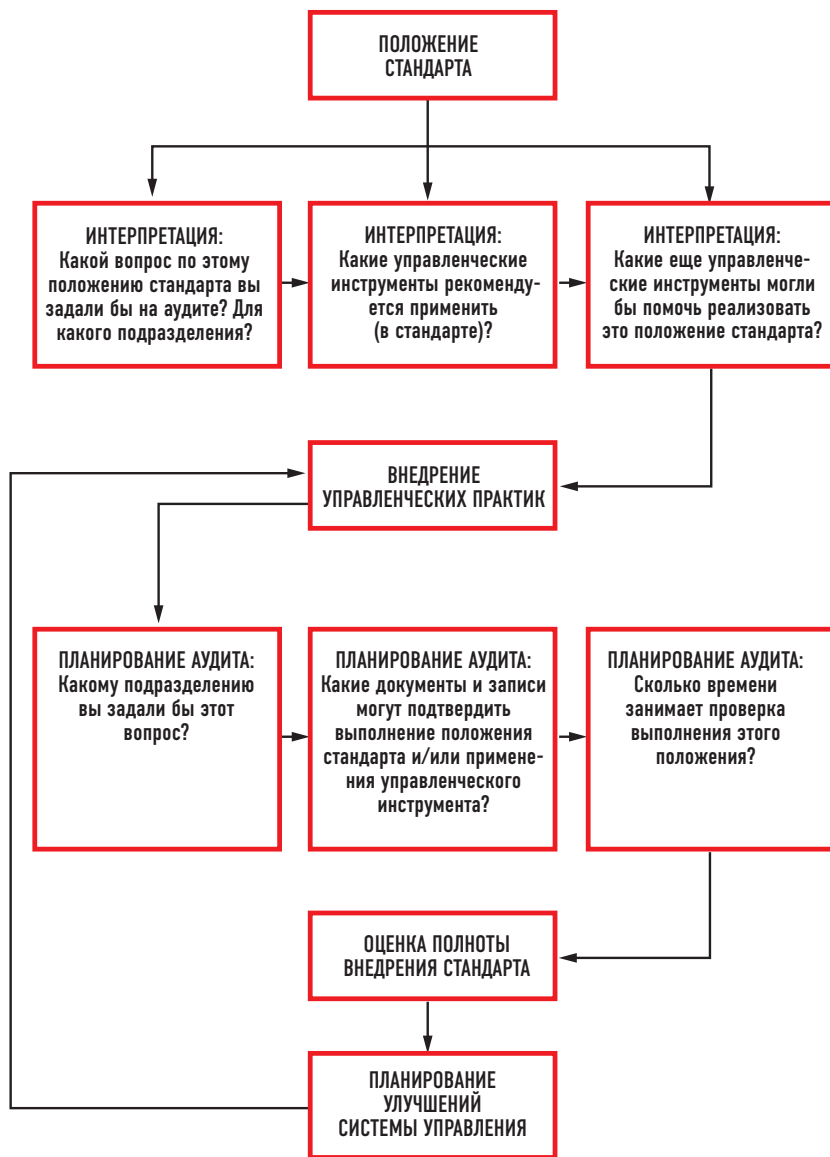 ПОЛОЖЕНИЕ
СТАНДАРТА
ИНТЕРПРЕТАЦИЯ:
Какой вопрос по этому
положению стандарта вы
задали бы на аудите? Для
какого подразделения?
ИНТЕРПРЕТАЦИЯ:
Какие управленческие
инструменты рекоменду-
ется применить
(в стандарте)?
ИНТЕРПРЕТАЦИЯ:
Какие еще управленче-
ские инструменты могли
бы помочь реализовать
это положение стандарта?
ВНЕДРЕНИЕ
УПРАВЛЕНЧЕСКИХ ПРАКТИК
ПЛАНИРОВАНИЕ АУДИТА:
Какому подразделению
вы задали бы этот
вопрос?
ПЛАНИРОВАНИЕ АУДИТА:
Какие документы и записи
могут подтвердить
выполнение положения
стандарта и/или примене-
ния управленческого
инструмента?
ПЛАНИРОВАНИЕ АУДИТА:
Сколько времени
занимает проверка
выполнения этого
положения?
ОЦЕНКА ПОЛНОТЫ
ВНЕДРЕНИЯ СТАНДАРТА
ПЛАНИРОВАНИЕ
УЛУЧШЕНИЙ
СИСТЕМЫ УПРАВЛЕНИЯ